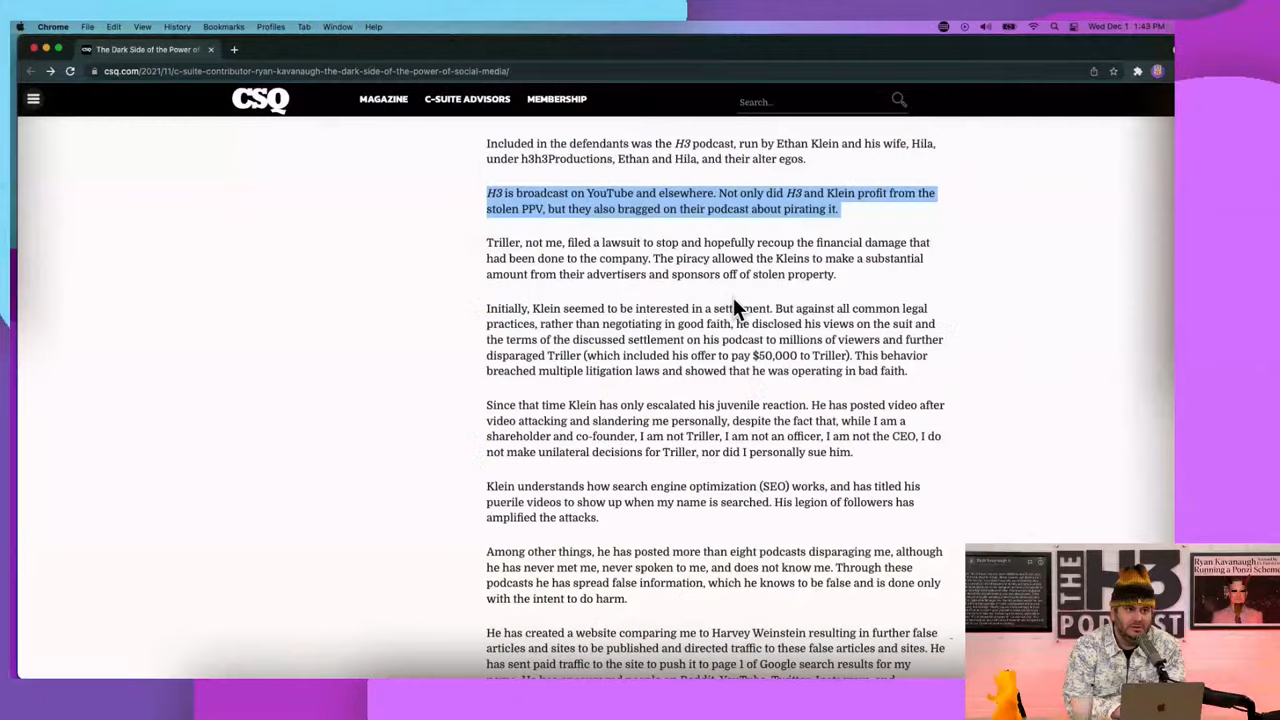 Chrome File Edit View History Bookmarks Profiles Tab Window Help Wed Dec 1 1:43 PM
CSQ The Dark Side of the Power of
csq.com/2021/11/c-suite-contributor-ryan-kavanaugh-the-dark-side-of-the-power-of-social-media/
CSQ MAGAZINE C-SUITE ADVISORS MEMBERSHIP Search...
Included in the defendants was the H3 podcast, run by Ethan Klein and his wife, Hila,
under h3h3Productions, Ethan and Hila, and their alter egos.
H3 is broadcast on YouTube and elsewhere. Not only did H3 and Klein profit from the
stolen PPV, but they also bragged on their podcast about pirating it.
Triller, not me, filed a lawsuit to stop and hopefully recoup the financial damage that
had been done to the company. The piracy allowed the Kleins to make a substantial
amount from their advertisers and sponsors off of stolen property.
Initially, Klein seemed to be interested in a settlement. But against all common legal
practices, rather than negotiating in good faith, he disclosed his views on the suit and
the terms of the discussed settlement on his podcast to millions of viewers and further
disparaged Triller (which included his offer to pay $50,000 to Triller). This behavior
breached multiple litigation laws and showed that he was operating in bad faith.
Since that time Klein has only escalated his juvenile reaction. He has posted video after
video attacking and slandering me personally, despite the fact that, while I am a
shareholder and co-founder, I am not Triller, I am not an officer, I am not the CEO, I do
not make unilateral decisions for Triller, nor did I personally sue him.
Klein understands how search engine optimization (SEO) works, and has titled his
puerile videos to show up when my name is searched. His legion of followers has
amplified the attacks.
Among other things, he has posted more than eight podcasts disparaging me, although
he has never met me, never spoken to me, and does not know me. Through these
podcasts he has spread false information, which he knows to be false and is done only
with the intent to do harm.
He has created a website comparing me to Harvey Weinstein resulting in further false
articles and sites to be published and directed traffic to these false articles and sites. He
has sent paid traffic to the site to push it to page 1 of Google search results for my
THE H3
PODCAST
Ryan Kavanaugh
Running a Ponzi Scheme